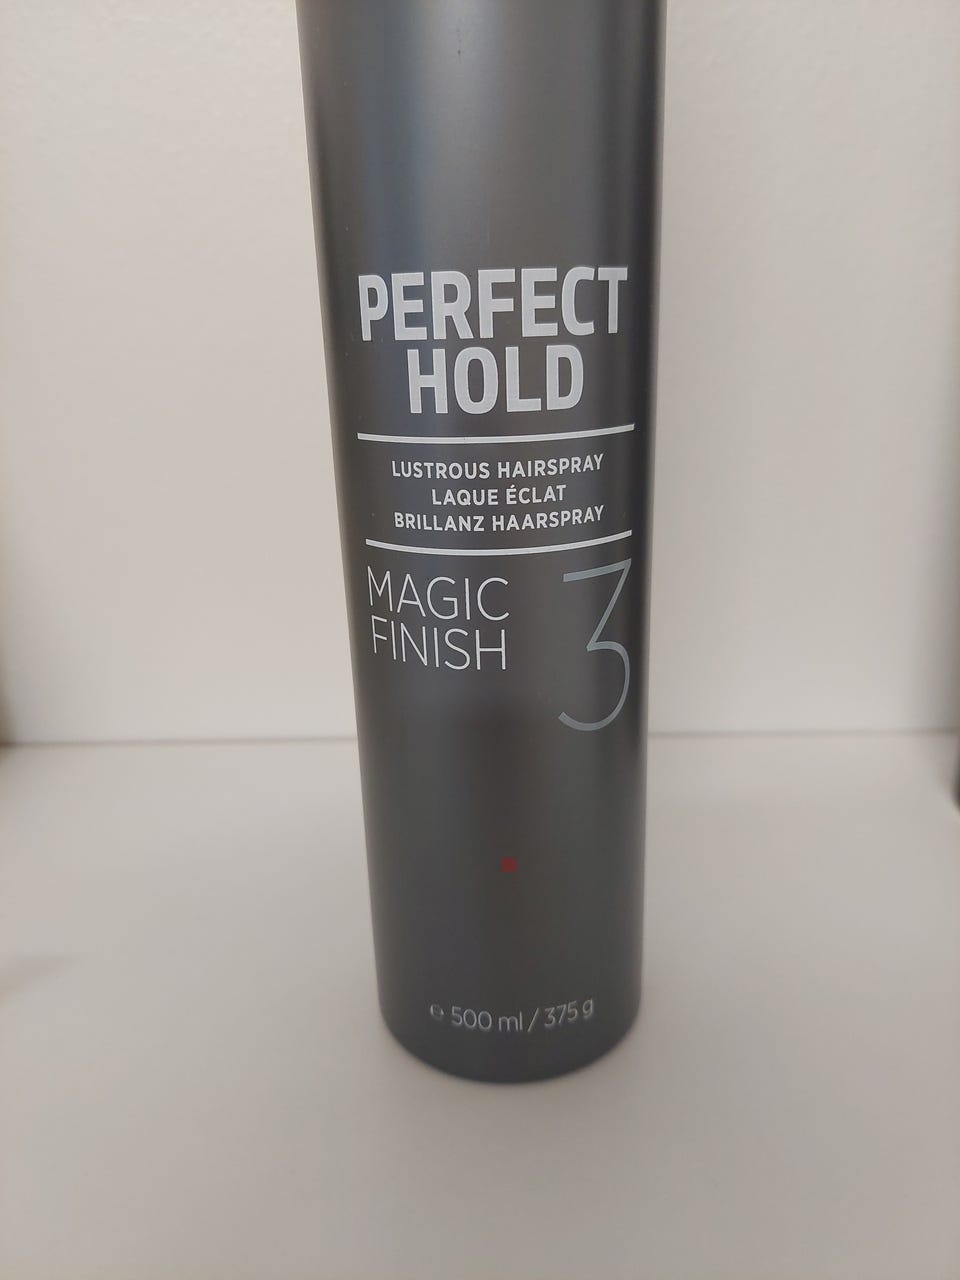 PERFECT
HOLD
LUSTROUS HAIRSPRAY
LAQUE ÉCLAT
BRILLANZ HAARSPRAY
MAGIC
FINISH
3
℮ 500 ml / 375 g